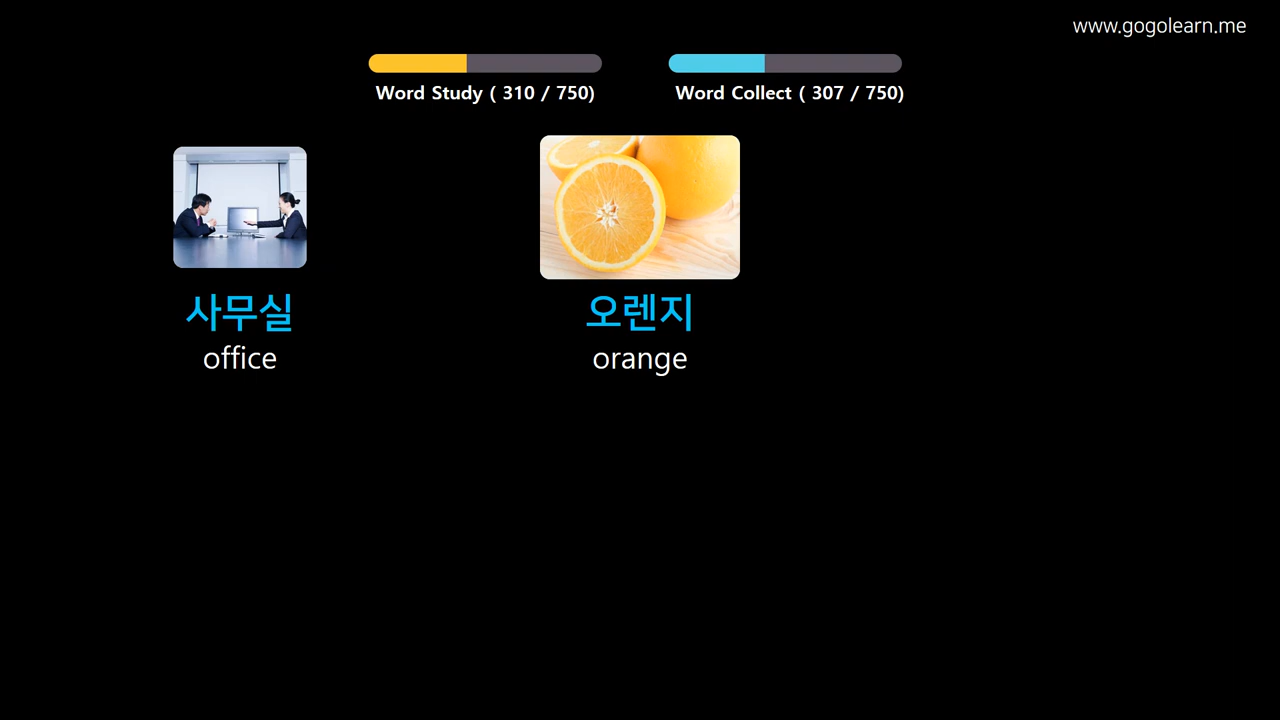 www.gogolearn.me
Word Study ( 310 / 750)
Word Collect ( 307 / 750)
사무실
office
오렌지
orange